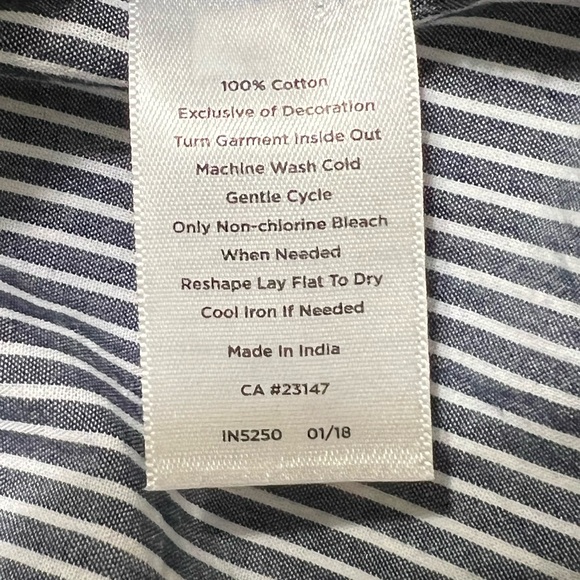 100% Cotton
Exclusive of Decoration
Turn Garment Inside Out
Machine Wash Cold
Gentle Cycle
Only Non-chlorine Bleach
When Needed
Reshape Lay Flat To Dry
Cool Iron If Needed
Made In India
CA #23147
IN5250 01/18